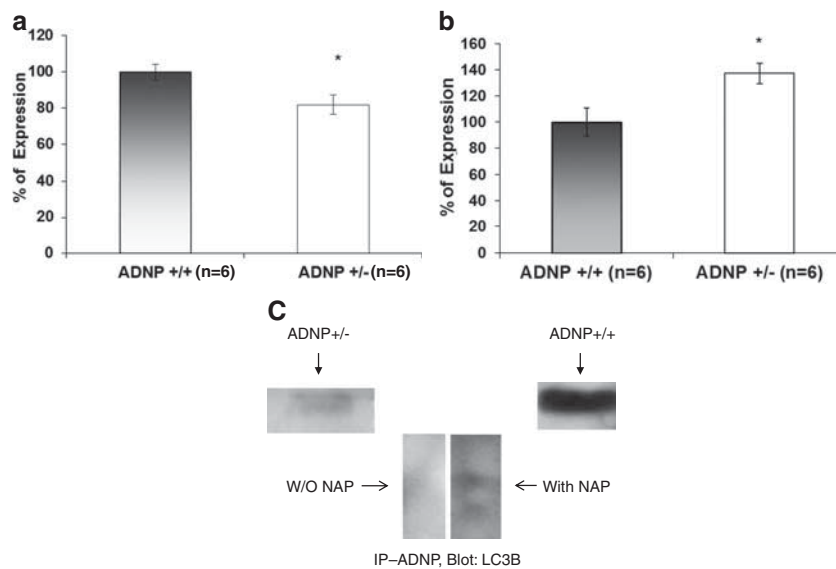 a
% of Expression
120
100
80
60
40
20
0
*
ADNP +/+ (n=6)
ADNP +/- (n=6)
b
% of Expression
160
140
120
100
80
60
40
20
0
*
ADNP +/+ (n=6)
ADNP +/- (n=6)
C
ADNP+/-
ADNP+/+
W/O NAP
With NAP
IP–ADNP, Blot: LC3B